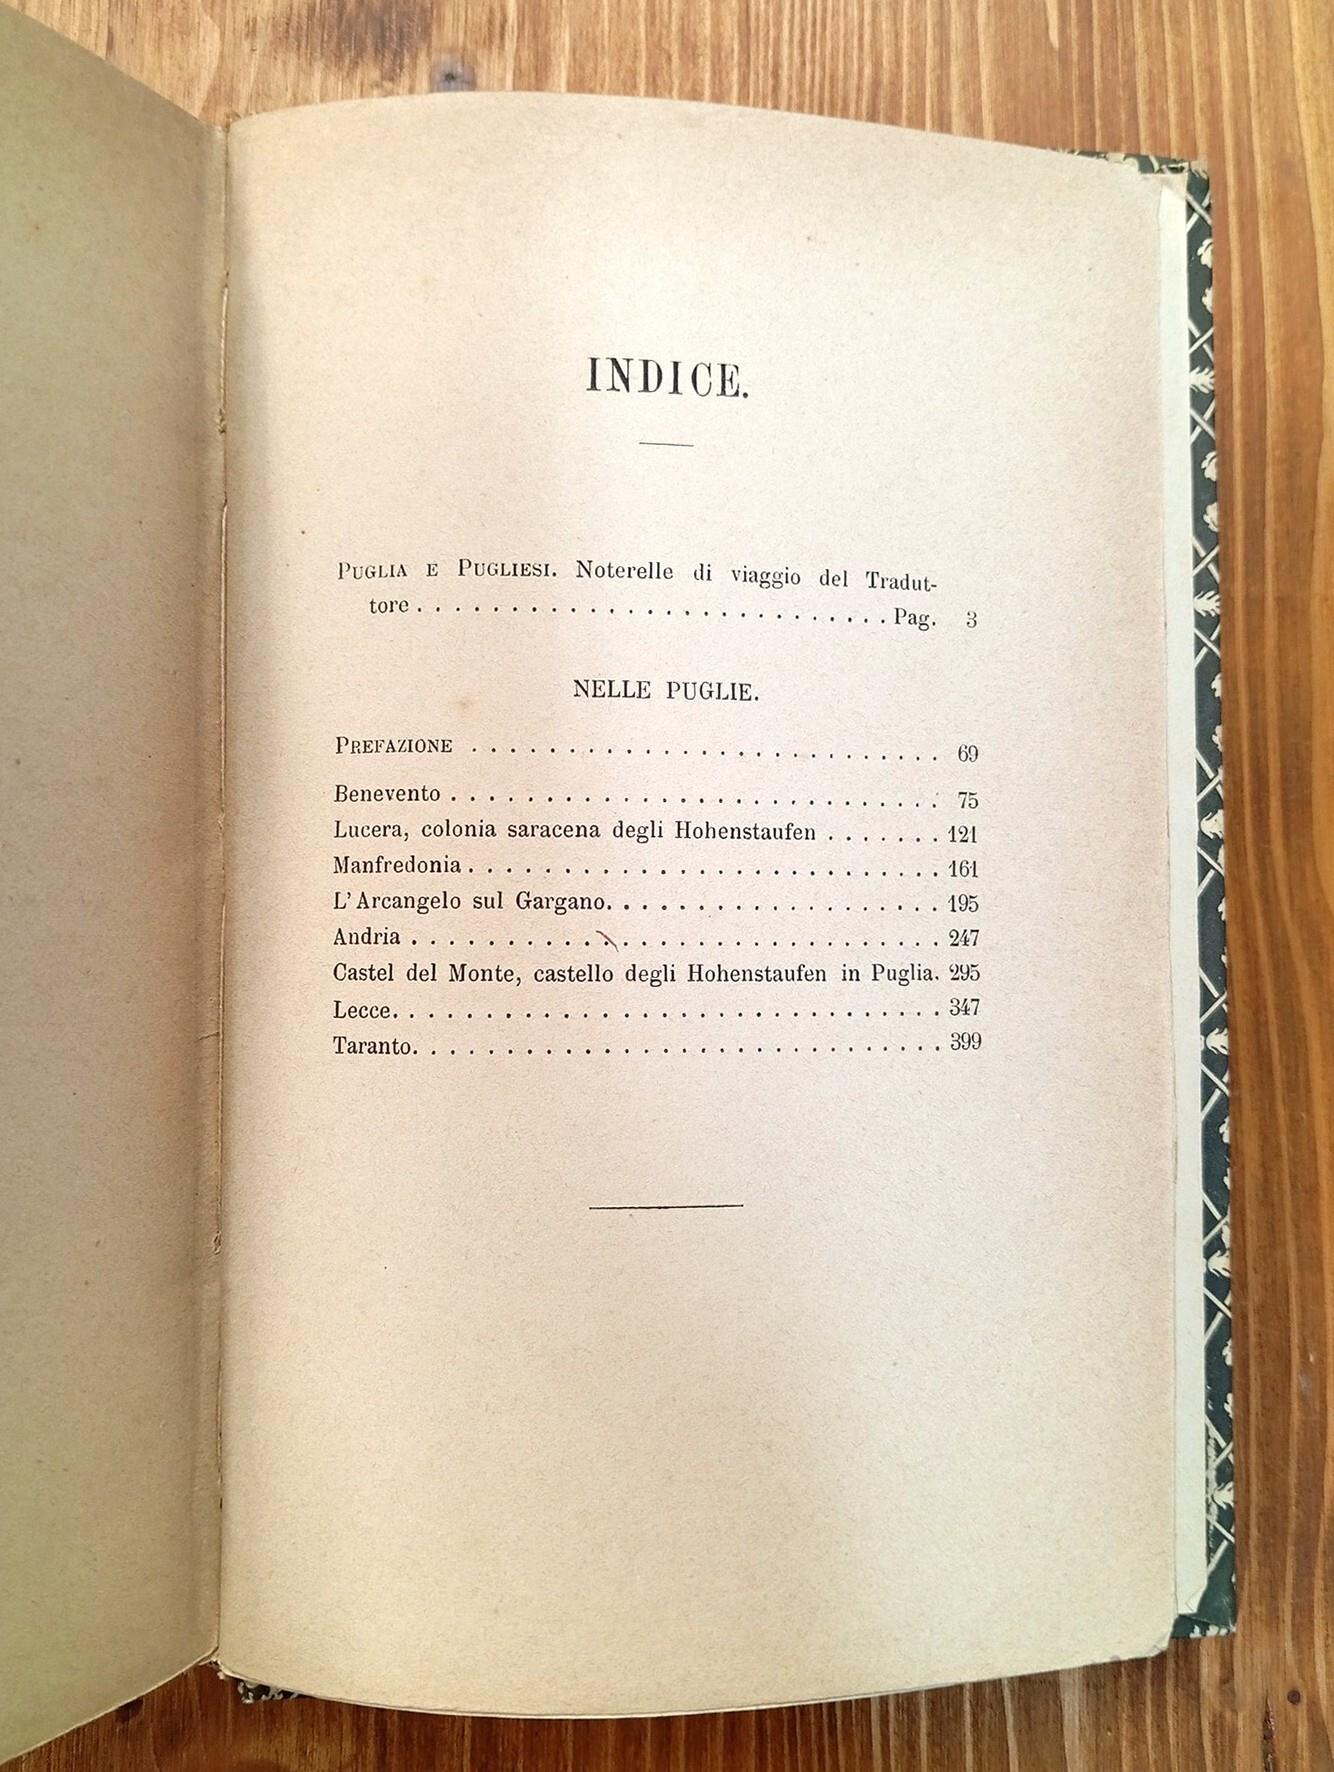 INDICE.
PUGLIA E PUGLIESI. Noterelle di viaggio del Tradut-
tore . . . . . . . . . . . . . . . . . . . . . . . . . Pag. 3
NELLE PUGLIE.
PREFAZIONE . . . . . . . . . . . . . . . . . . . . . . . . . 69
Benevento . . . . . . . . . . . . . . . . . . . . . . . . . . 75
Lucera, colonia saracena degli Hohenstaufen . . . . . . . 121
Manfredonia . . . . . . . . . . . . . . . . . . . . . . . . . 161
L'Arcangelo sul Gargano. . . . . . . . . . . . . . . . . . . 195
Andria . . . . . . . . . . . . . . . . . . . . . . . . . . . . 247
Castel del Monte, castello degli Hohenstaufen in Puglia. 295
Lecce. . . . . . . . . . . . . . . . . . . . . . . . . . . . . . 347
Taranto. . . . . . . . . . . . . . . . . . . . . . . . . . . . 399